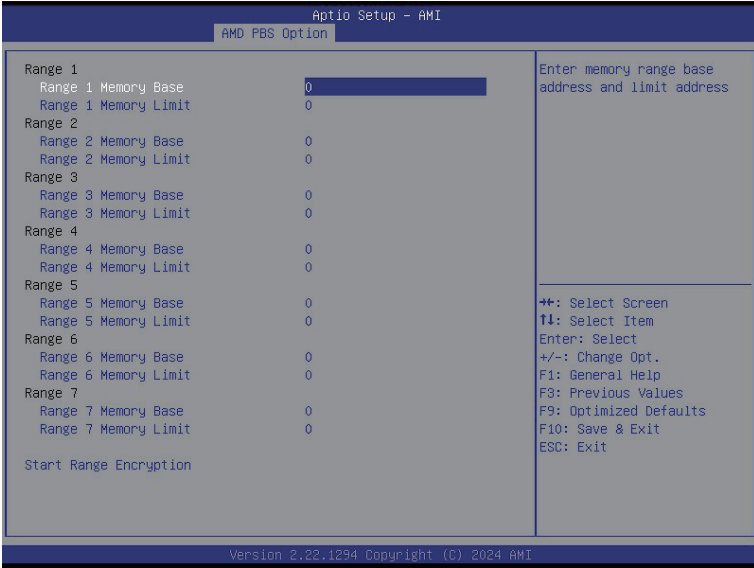 Aptio Setup – AMI
AMD PBS Option
Range 1
Range 1 Memory Base 0
Range 1 Memory Limit 0
Range 2
Range 2 Memory Base 0
Range 2 Memory Limit 0
Range 3
Range 3 Memory Base 0
Range 3 Memory Limit 0
Range 4
Range 4 Memory Base 0
Range 4 Memory Limit 0
Range 5
Range 5 Memory Base 0
Range 5 Memory Limit 0
Range 6
Range 6 Memory Base 0
Range 6 Memory Limit 0
Range 7
Range 7 Memory Base 0
Range 7 Memory Limit 0
Start Range Encryption
Enter memory range base
address and limit address
→←: Select Screen
↑↓: Select Item
Enter: Select
+/-: Change Opt.
F1: General Help
F3: Previous Values
F9: Optimized Defaults
F10: Save & Exit
ESC: Exit
Version 2.22.1294 Copyright (C) 2024 AMI